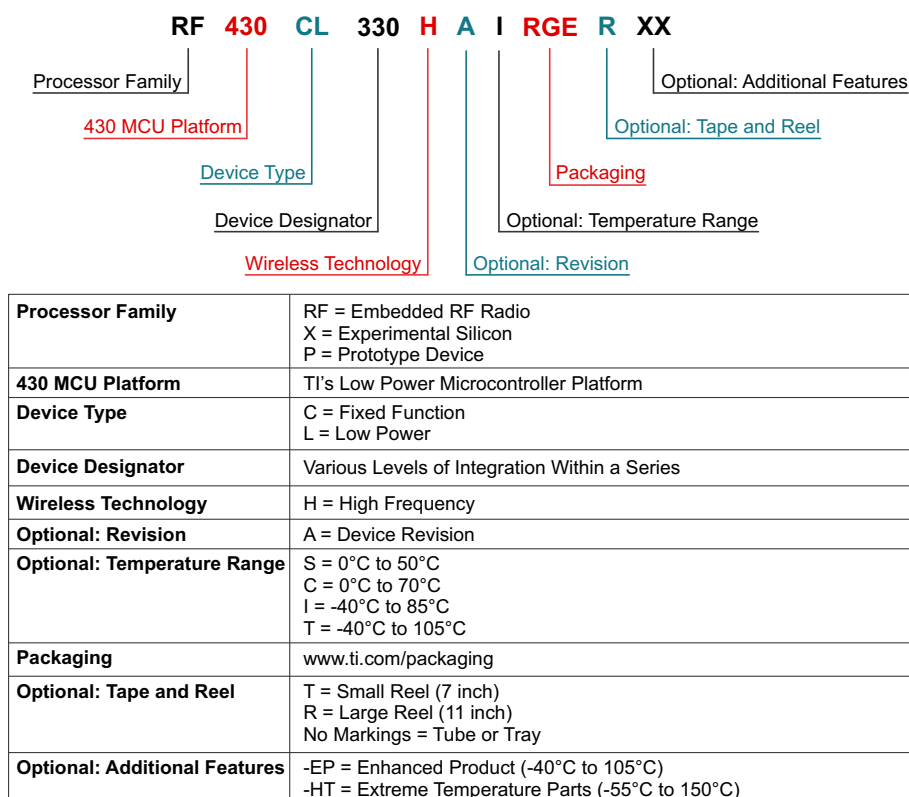 RF 430 CL 330 H A I RGE R XX
Processor Family
Optional: Additional Features
430 MCU Platform
Optional: Tape and Reel
Device Type
Packaging
Device Designator
Optional: Temperature Range
Wireless Technology
Optional: Revision
Processor Family
RF = Embedded RF Radio
X = Experimental Silicon
P = Prototype Device
430 MCU Platform
TI's Low Power Microcontroller Platform
Device Type
C = Fixed Function
L = Low Power
Device Designator
Various Levels of Integration Within a Series
Wireless Technology
H = High Frequency
Optional: Revision
A = Device Revision
Optional: Temperature Range
S = 0°C to 50°C
C = 0°C to 70°C
I = -40°C to 85°C
T = -40°C to 105°C
Packaging
www.ti.com/packaging
Optional: Tape and Reel
T = Small Reel (7 inch)
R = Large Reel (11 inch)
No Markings = Tube or Tray
Optional: Additional Features
-EP = Enhanced Product (-40°C to 105°C)
-HT = Extreme Temperature Parts (-55°C to 150°C)